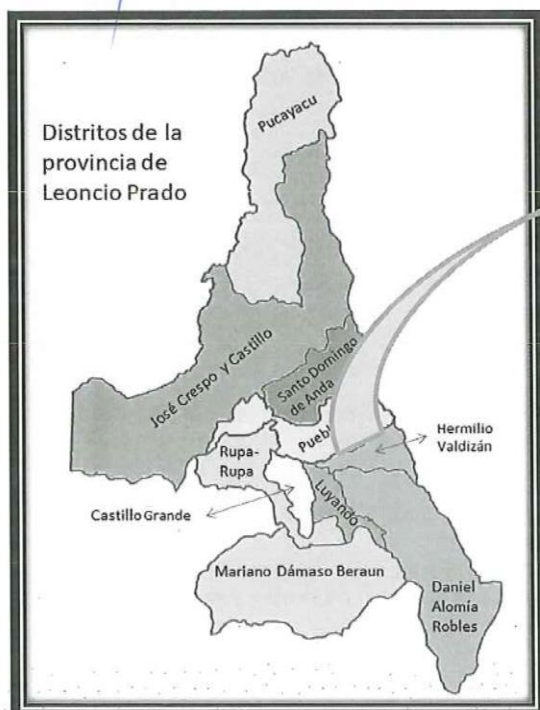 Distritos de la
provincia de
Leoncio Prado
Pucayacu
José Crespo y Castillo
Santo Domingo
de Anda
Puebl
Hermilio
Valdizán
Rupa-
Rupa
Castillo Grande
Luyando
Mariano Dámaso Beraun
Daniel
Alomía
Robles